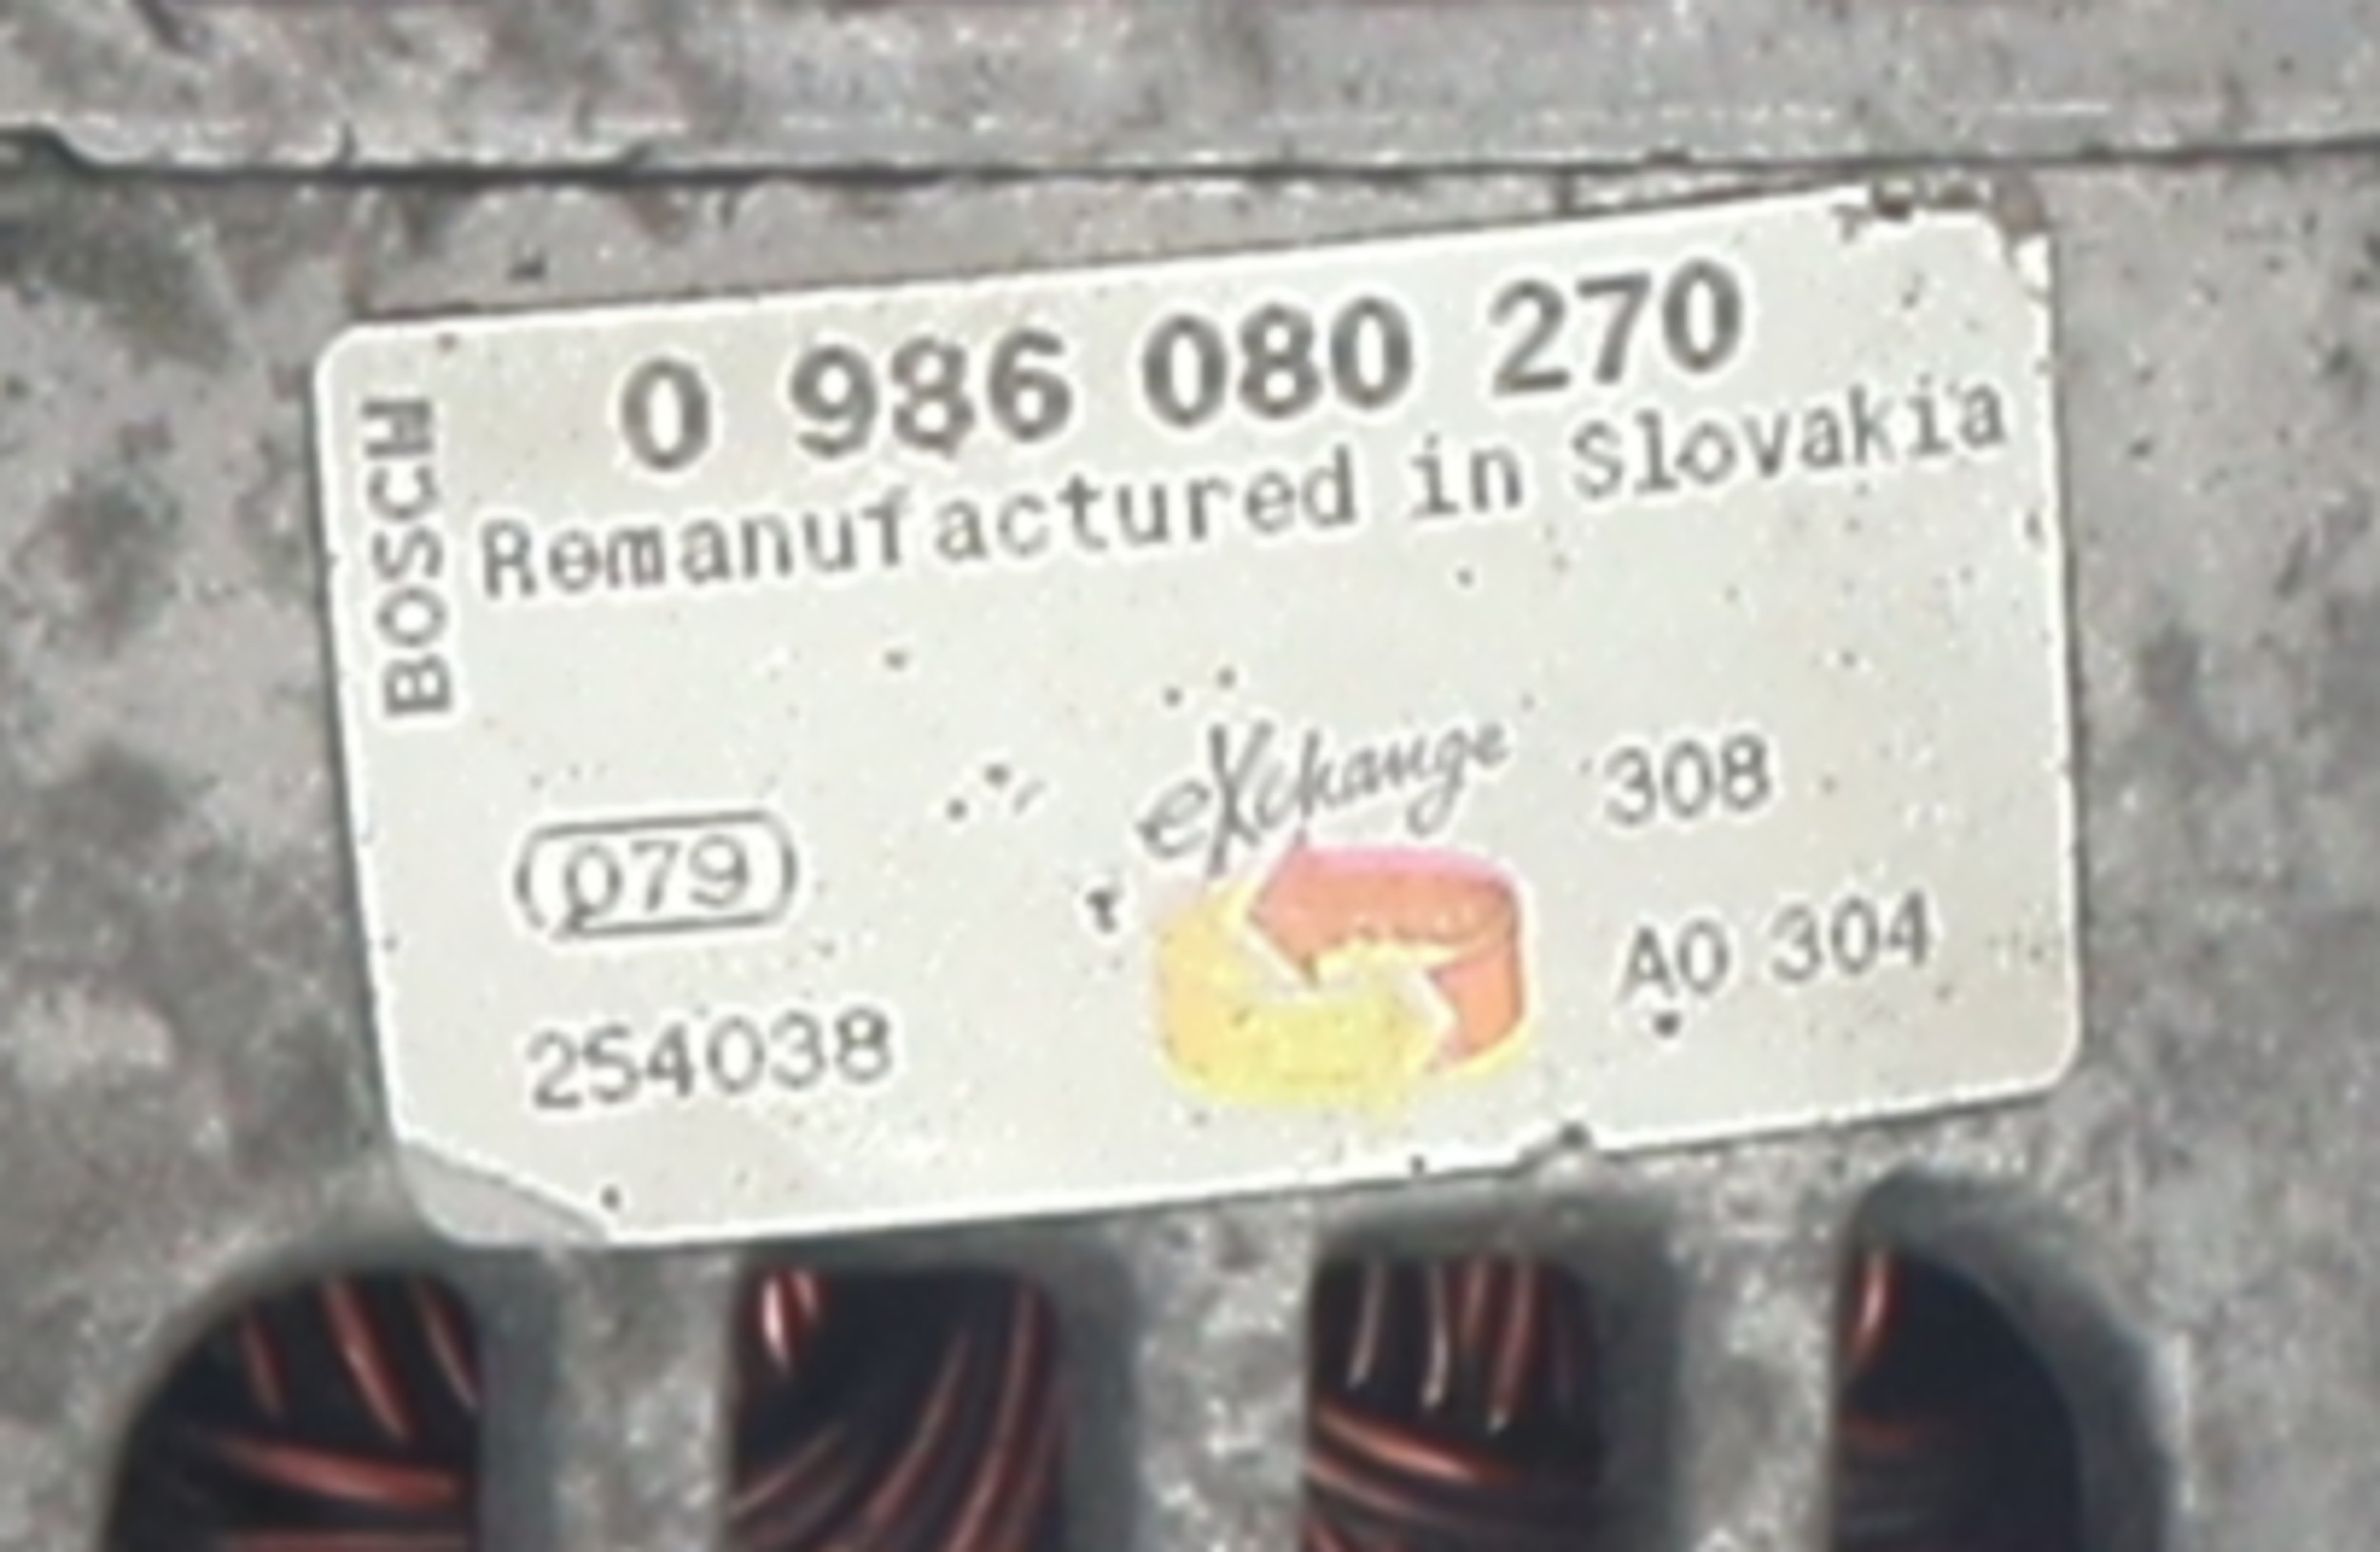 BOSCH
0 986 080 270
Remanufactured in Slovakia
eXchange
308
079
A0 304
254038